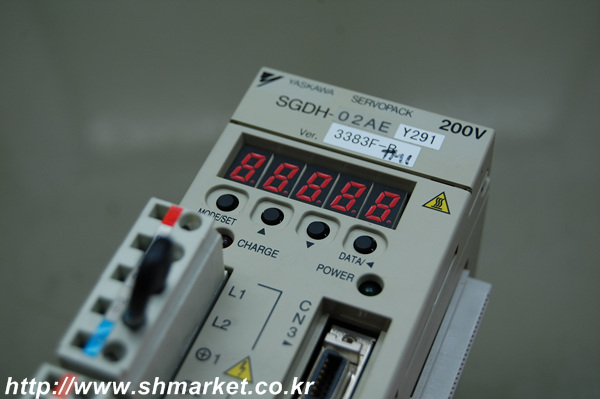 YASKAWA SERVOPACK
SGDH-02AE Y291 200V
Ver. 3383F-
88888
MODE/SET
DATA/◀
CHARGE
POWER
L1
L2
1
CN3
http://www.shmarket.co.kr